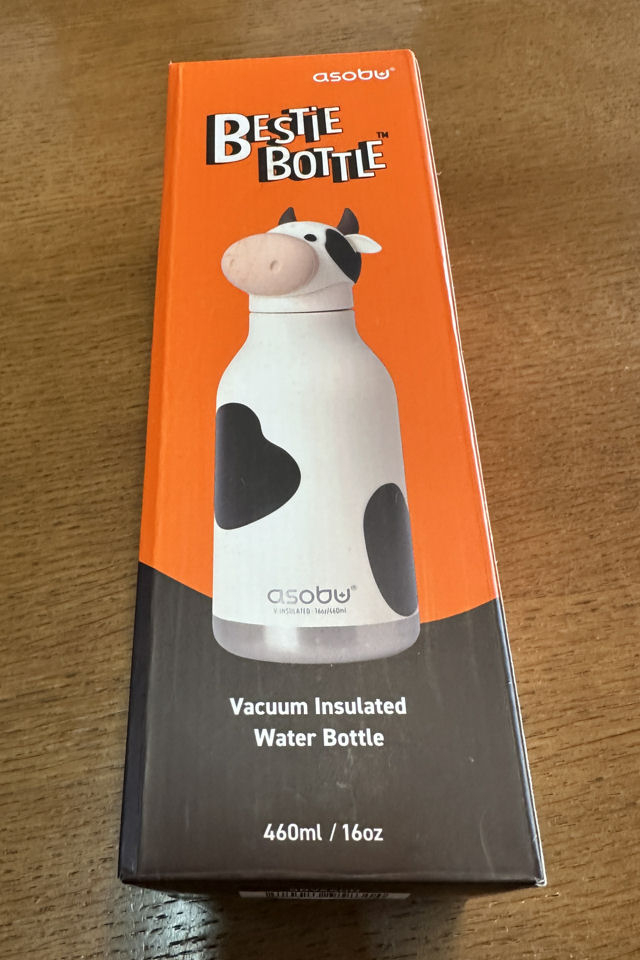 asobu®
BESTIE
BOTTLE™
asobu®
V.INSULATED · 16oz/460ml
Vacuum Insulated
Water Bottle
460ml / 16oz